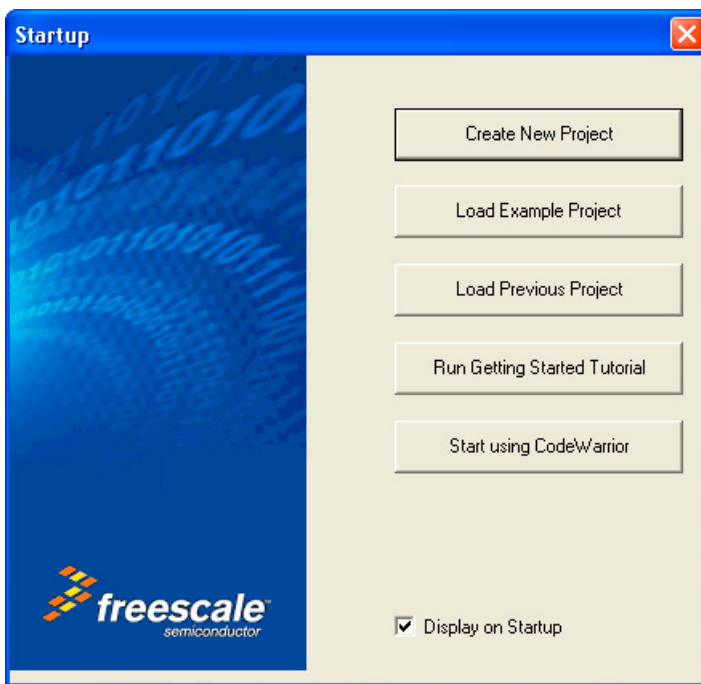 Startup
Create New Project
Load Example Project
Load Previous Project
Run Getting Started Tutorial
Start using CodeWarrior
freescale™
semiconductor
Display on Startup